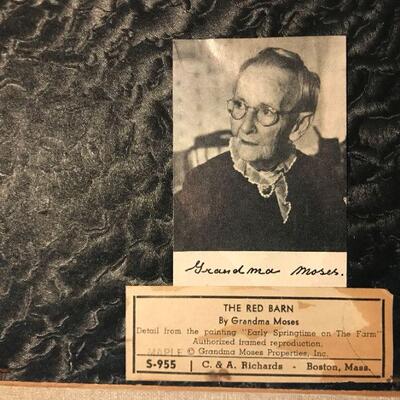 Grandma Moses.
THE RED BARN
By Grandma Moses
Detail from the painting "Early Springtime on The Farm"
Authorized framed reproduction.
MAPLE © Grandma Moses Properties, Inc.
S-955 | C. & A. Richards - Boston, Mass.